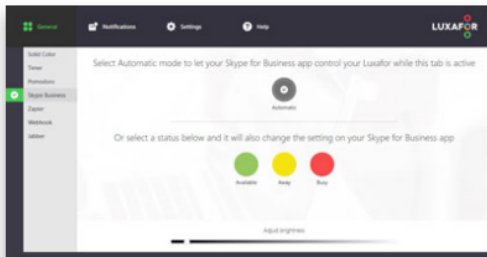 General
Notifications
Settings
Help
LUXAFOR
Solid Color
Timer
Pomodoro
Skype Business
Zapier
Webhook
Jabber
Select Automatic mode to let your Skype for Business app control your Luxafor while this tab is active
Automatic
Or select a status below and it will also change the setting on your Skype for Business app
Available
Away
Busy
Adjust brightness